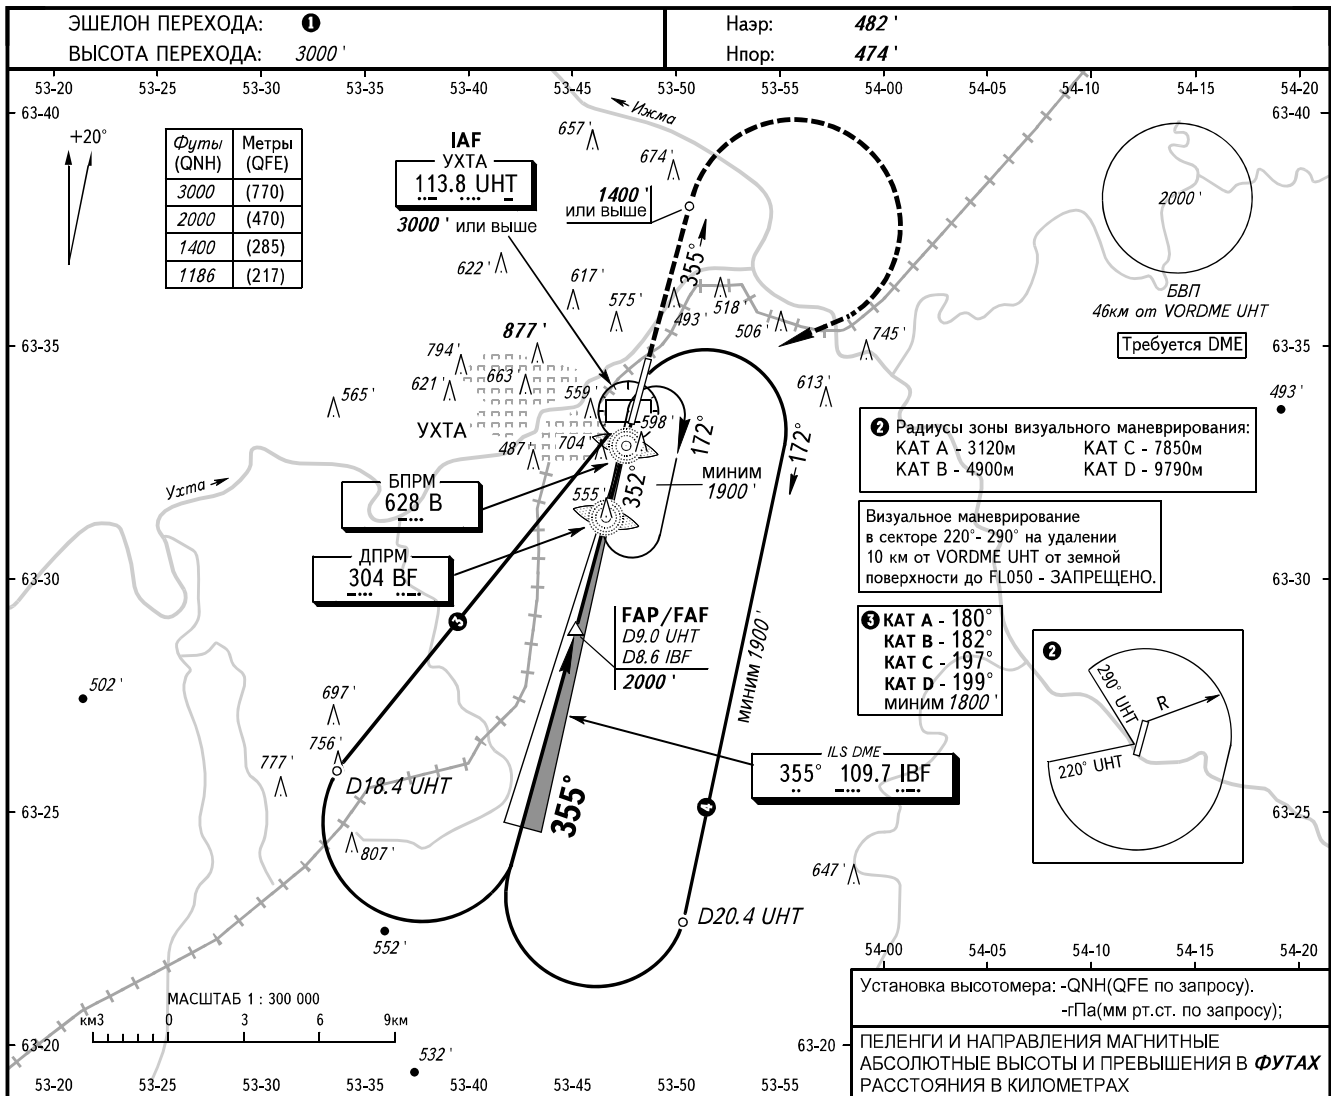 ЭШЕЛОН ПЕРЕХОДА: ❶
ВЫСОТА ПЕРЕХОДА: 3000 '
Наэр: 482 '
Нпор: 474 '
53-20 53-25 53-30 53-35 53-40 53-45 53-50 53-55 54-00 54-05 54-10 54-15 54-20
63-40
63-40
+20°
Футы (QNH) Метры (QFE)
3000 (770)
2000 (470)
1400 (285)
1186 (217)
IAF
УХТА
113.8 UHT
3000 ' или выше
657 '
Ижма
674 '
1400 '
или выше
355°
2000 '
БВП
46км от VORDME UHT
Требуется DME
622 '
617 '
575 '
493 '
518 '
506 '
745 '
63-35
63-35
877 '
794 '
663 '
621 '
565 '
559 '
598 '
613 '
493 '
УХТА
487 '
704 '
172°
172°
миним
1900 '
352°
555 '
Ухта
БПРМ
628 B
ДПРМ
304 BF
❷ Радиусы зоны визуального маневрирования:
КАТ A - 3120м КАТ C - 7850м
КАТ B - 4900м КАТ D - 9790м
Визуальное маневрирование
в секторе 220°- 290° на удалении
10 км от VORDME UHT от земной
поверхности до FL050 - ЗАПРЕЩЕНО.
63-30
63-30
❸
FAP/FAF
D9.0 UHT
D8.6 IBF
2000 '
миним 1900 '
❸ КАТ A - 180°
КАТ B - 182°
КАТ C - 197°
КАТ D - 199°
миним 1800 '
❷
290° UHT
R
220° UHT
502 '
697 '
756 '
777 '
D18.4 UHT
ILS DME
355° 109.7 IBF
355°
❹
63-25
63-25
807 '
647 '
D20.4 UHT
552 '
54-00 54-05 54-10 54-15 54-20
МАСШТАБ 1 : 300 000
км3 0 3 6 9км
Установка высотомера: -QNH(QFE по запросу).
-гПа(мм рт.ст. по запросу);
63-20
63-20
532 '
ПЕЛЕНГИ И НАПРАВЛЕНИЯ МАГНИТНЫЕ
АБСОЛЮТНЫЕ ВЫСОТЫ И ПРЕВЫШЕНИЯ В ФУТАХ
РАССТОЯНИЯ В КИЛОМЕТРАХ
53-20 53-25 53-30 53-35 53-40 53-45 53-50 53-55